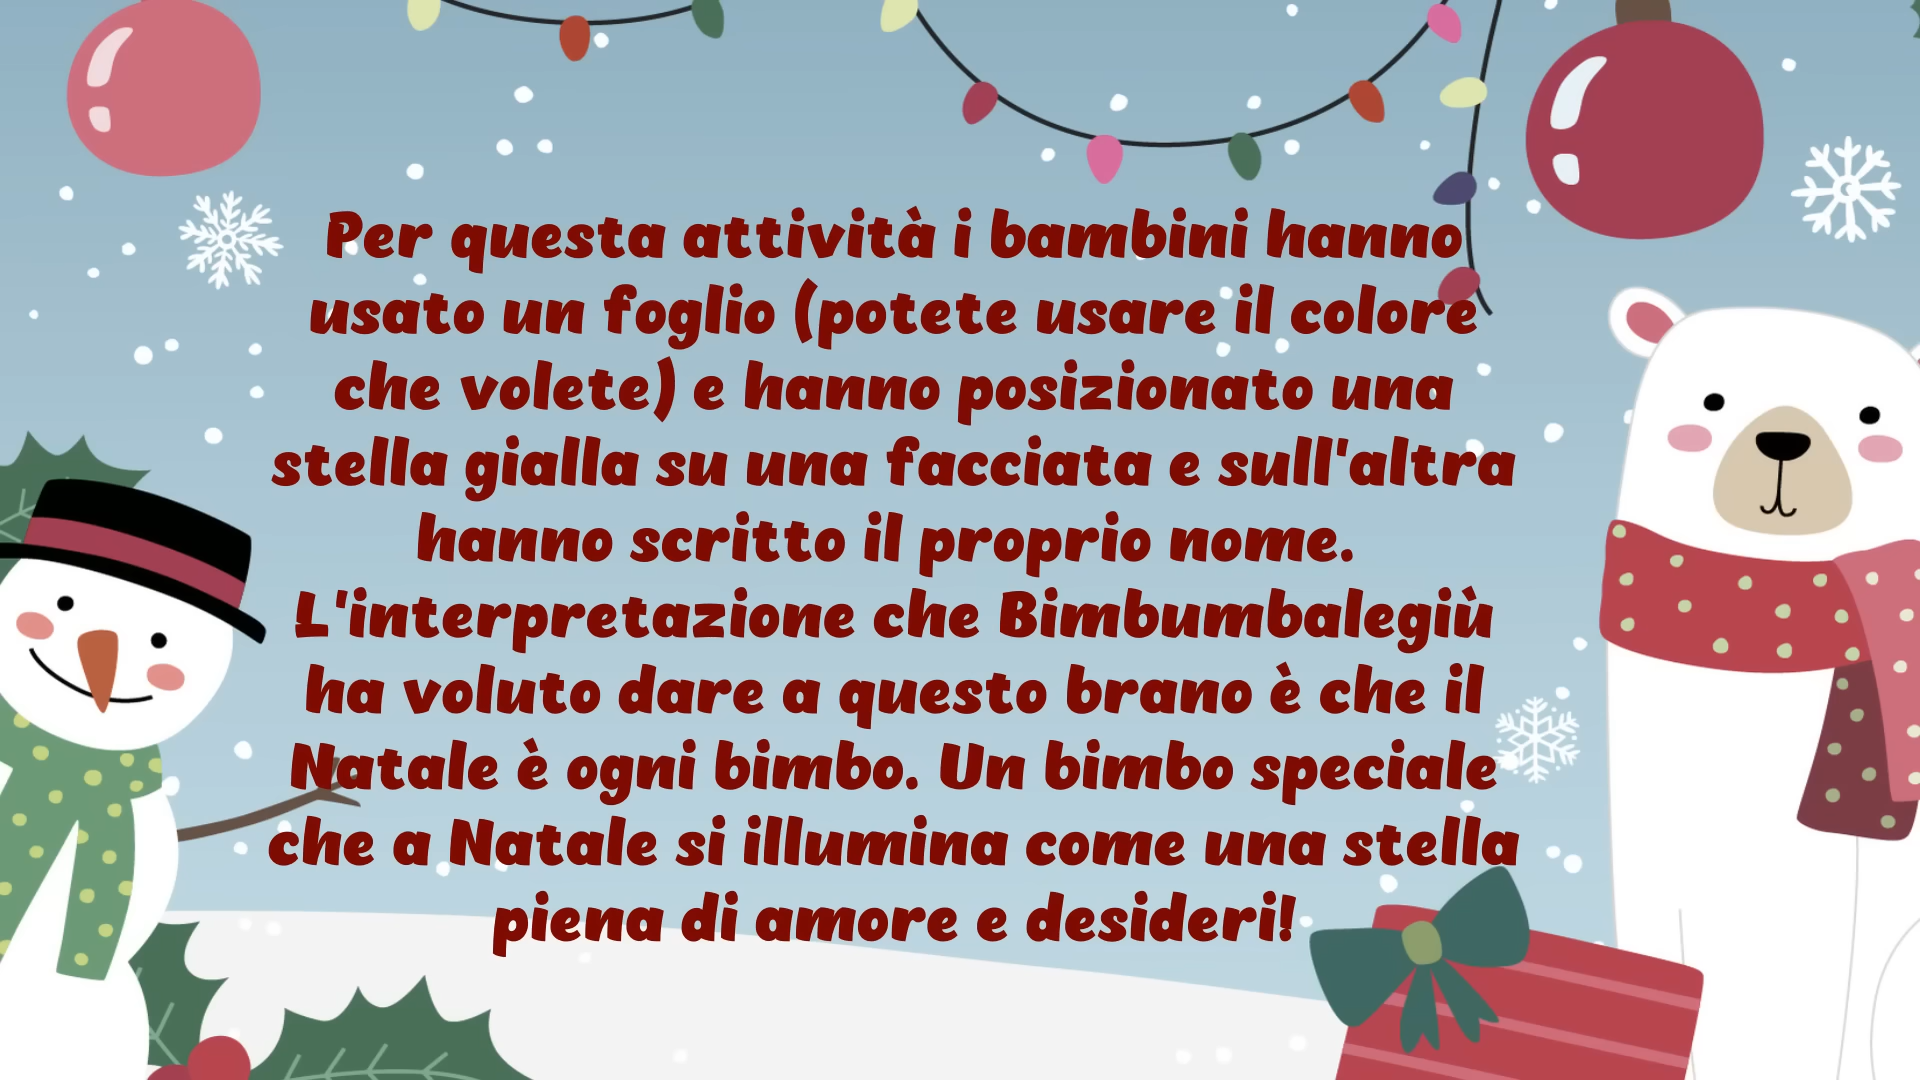 Per questa attività i bambini hanno
usato un foglio (potete usare il colore
che volete) e hanno posizionato una
stella gialla su una facciata e sull'altra
hanno scritto il proprio nome.
L'interpretazione che Bimbumbalegiù
ha voluto dare a questo brano è che il
Natale è ogni bimbo. Un bimbo speciale
che a Natale si illumina come una stella
piena di amore e desideri!